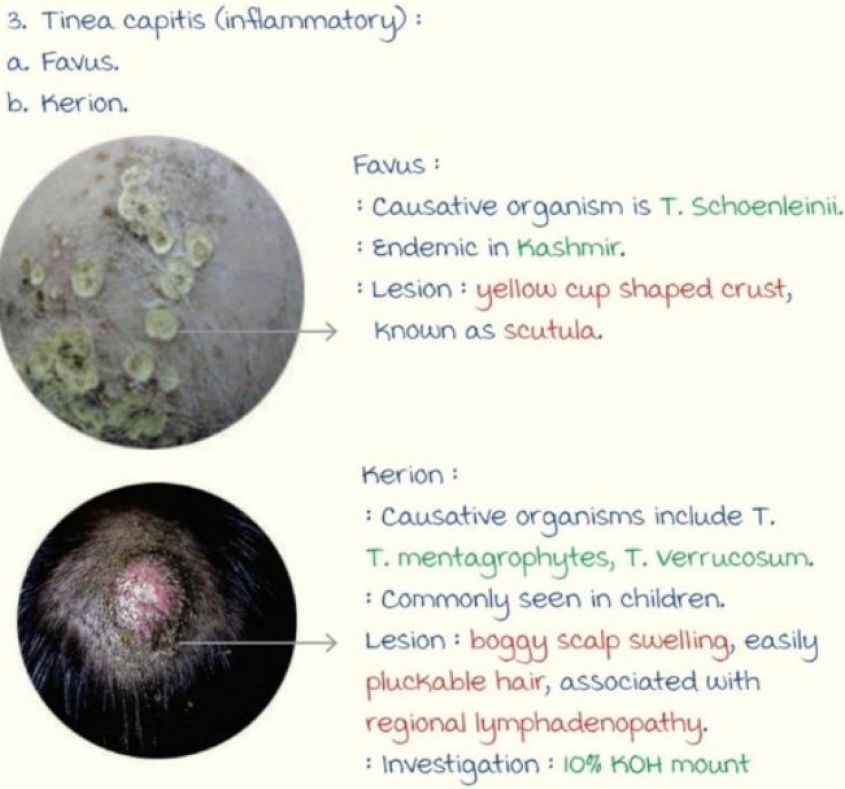 3. Tinea capitis (inflammatory) :
a. Favus.
b. Kerion.
Favus :
: Causative organism is T. Schoenleinii.
: Endemic in Kashmir.
: Lesion : yellow cup shaped crust,
known as scutula.
Kerion :
: Causative organisms include T.
T. mentagrophytes, T. verrucosum.
: Commonly seen in children.
Lesion : boggy scalp swelling, easily
pluckable hair, associated with
regional lymphadenopathy.
: Investigation : 10% KOH mount